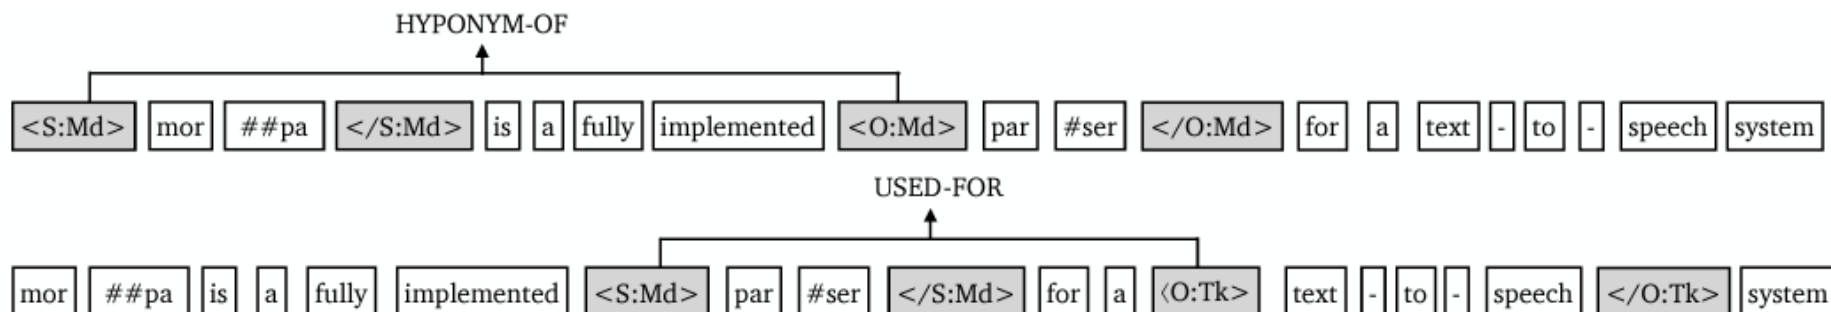 HYPONYM-OF
<S:Md> mor ##pa </S:Md> is a fully implemented <O:Md> par #ser </O:Md> for a text - to - speech system
USED-FOR
mor ##pa is a fully implemented <S:Md> par #ser </S:Md> for a ⟨O:Tk> text - to - speech </O:Tk> system